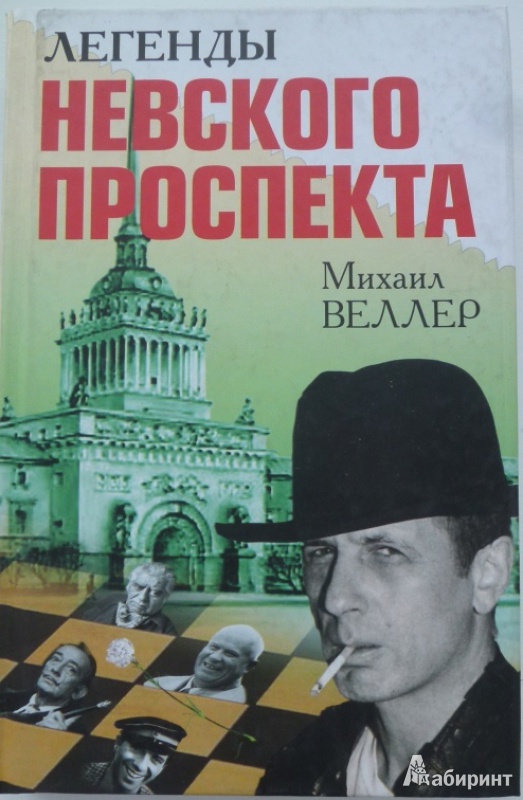 ЛЕГЕНДЫ
НЕВСКОГО
ПРОСПЕКТА
Михаил
ВЕЛЛЕР
Лабиринт